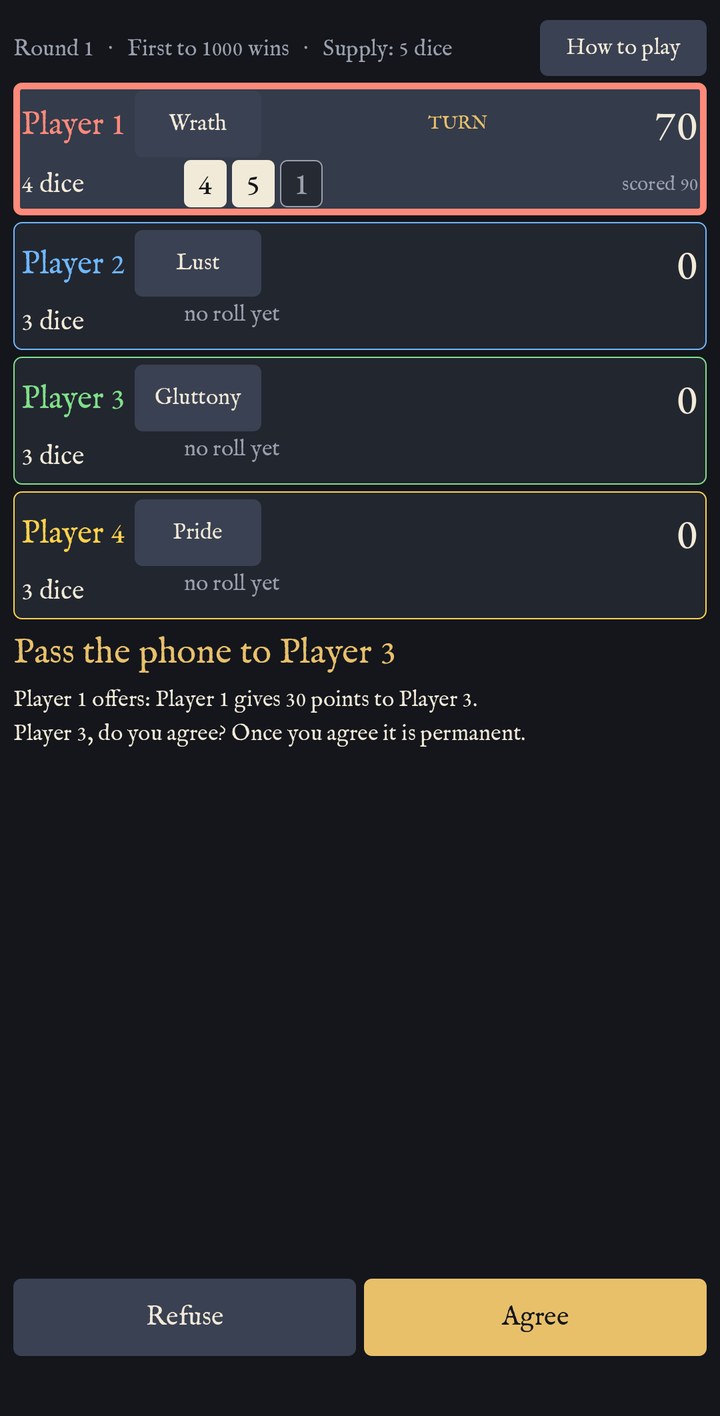 Round 1 · First to 1000 wins · Supply: 5 dice
How to play
Player 1 Wrath TURN 70
4 dice 4 5 1 scored 90
Player 2 Lust 0
3 dice no roll yet
Player 3 Gluttony 0
3 dice no roll yet
Player 4 Pride 0
3 dice no roll yet
Pass the phone to Player 3
Player 1 offers: Player 1 gives 30 points to Player 3.
Player 3, do you agree? Once you agree it is permanent.
Refuse Agree